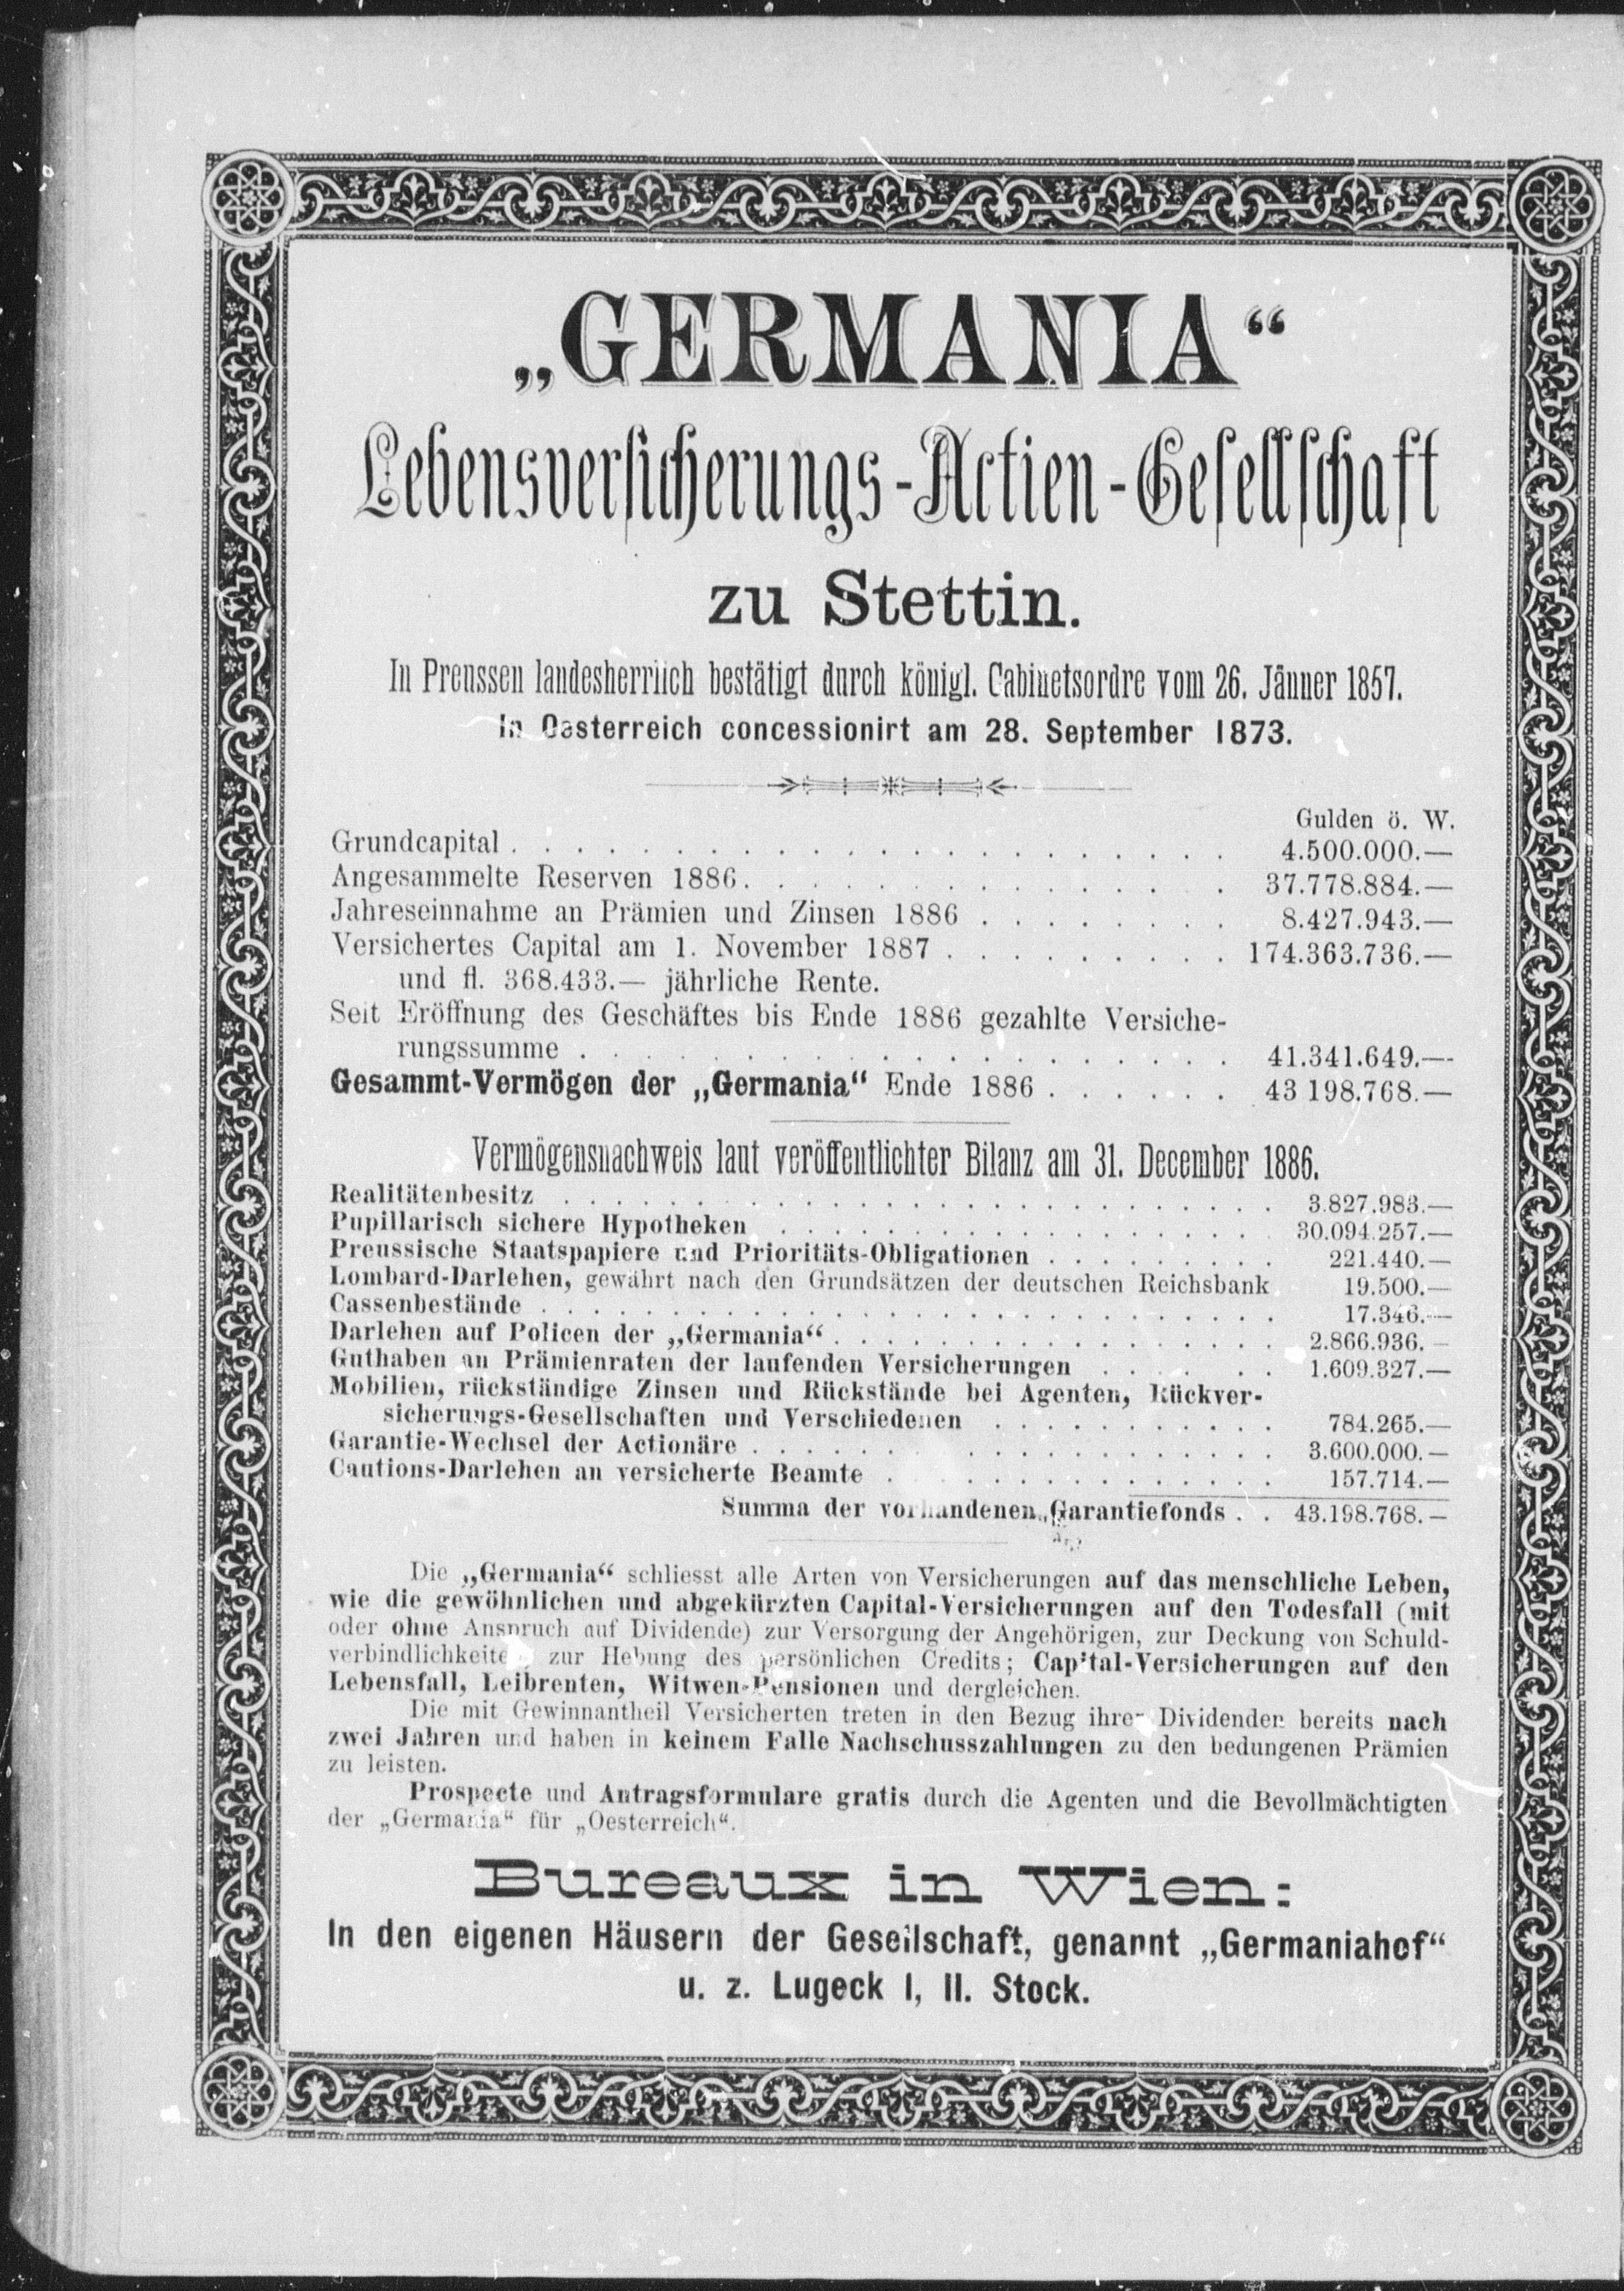 „GERMANIA“
Lebensversicherungs-Actien-Gesellschaft
zu Stettin.
In Preussen landesherrlich bestätigt durch königl. Cabinetsordre vom 26. Jänner 1857.
In Oesterreich concessionirt am 28. September 1873.
Gulden ö. W.
Grundcapital . . . . . . . . . . . . . . . . . . . . . . 4.500.000.—
Angesammelte Reserven 1886. . . . . . . . . . . . . . . 37.778.884.—
Jahreseinnahme an Prämien und Zinsen 1886 . . . . . . . . 8.427.943.—
Versichertes Capital am 1. November 1887 . . . . . . . . . 174.363.736.—
und fl. 368.433.— jährliche Rente.
Seit Eröffnung des Geschäftes bis Ende 1886 gezahlte Versiche-
rungssumme . . . . . . . . . . . . . . . . . . . . 41.341.649.—
Gesammt-Vermögen der „Germania“ Ende 1886 . . . . . . 43 198.768.—
Vermögensnachweis laut veröffentlichter Bilanz am 31. December 1886.
Realitätenbesitz . . . . . . . . . . . . . . . . . . . . . 3.827.983.—
Pupillarisch sichere Hypotheken . . . . . . . . . . . . . . 30.094.257.—
Preussische Staatspapiere und Prioritäts-Obligationen . . . . . . . . . 221.440.—
Lombard-Darlehen, gewährt nach den Grundsätzen der deutschen Reichsbank 19.500.—
Cassenbestände . . . . . . . . . . . . . . . . . . . . . 17.346.—
Darlehen auf Policen der „Germania“ . . . . . . . . . . . . . 2.866.936.—
Guthaben an Prämienraten der laufenden Versicherungen . . . . . . 1.609.327.—
Mobilien, rückständige Zinsen und Rückstände bei Agenten, Rückver-
sicherungs-Gesellschaften und Verschiedenen . . . . . . . . . . 784.265.—
Garantie-Wechsel der Actionäre . . . . . . . . . . . . . . . . 3.600.000.—
Cautions-Darlehen an versicherte Beamte . . . . . . . . . . . . 157.714.—
Summa der vorhandenen Garantiefonds . . 43.198.768.—
Die „Germania“ schliesst alle Arten von Versicherungen auf das menschliche Leben,
wie die gewöhnlichen und abgekürzten Capital-Versicherungen auf den Todesfall (mit
oder ohne Anspruch auf Dividende) zur Versorgung der Angehörigen, zur Deckung von Schuld-
verbindlichkeite zur Hebung des persönlichen Credits; Capital-Versicherungen auf den
Lebensfall, Leibrenten, Witwen-Pensionen und dergleichen.
Die mit Gewinnantheil Versicherten treten in den Bezug ihrer Dividenden bereits nach
zwei Jahren und haben in keinem Falle Nachschusszahlungen zu den bedungenen Prämien
zu leisten.
Prospecte und Antragsformulare gratis durch die Agenten und die Bevollmächtigten
der „Germania“ für „Oesterreich“.
Bureaux in Wien:
In den eigenen Häusern der Gesellschaft, genannt „Germaniahof“
u. z. Lugeck I, II. Stock.